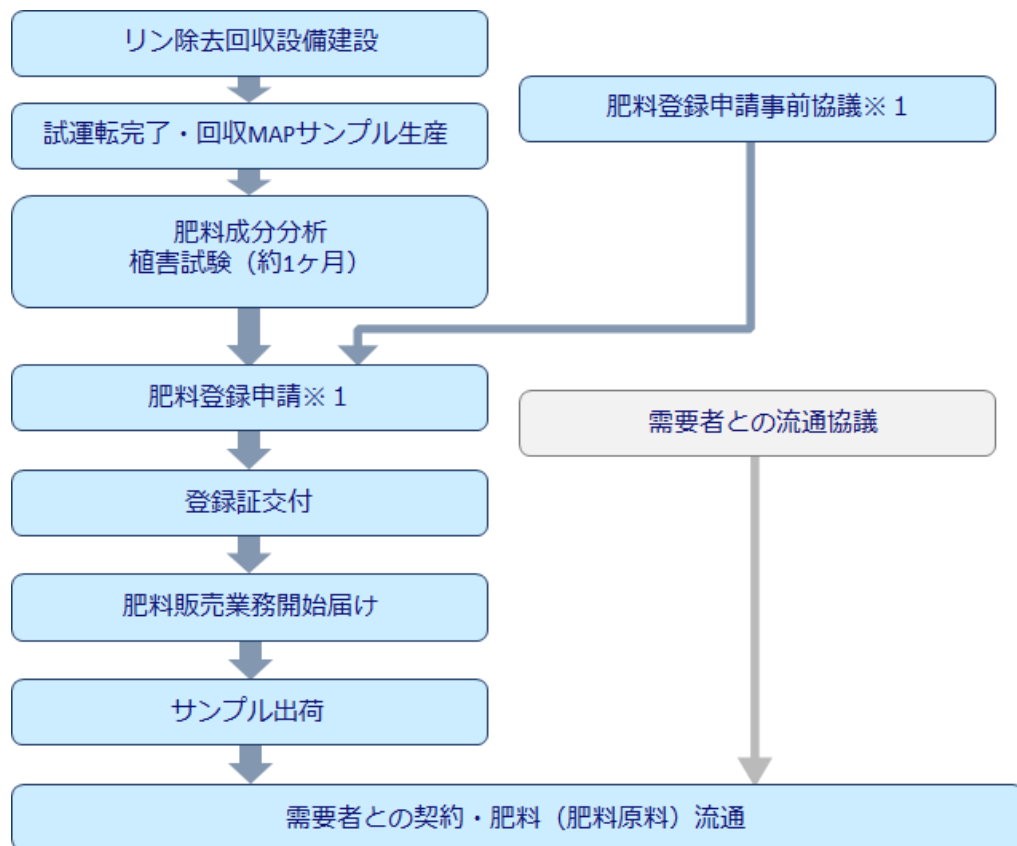 リン除去回収設備建設
試運転完了・回収MAPサンプル生産
肥料登録申請事前協議※１
肥料成分分析
植害試験（約1ヶ月）
肥料登録申請※１
需要者との流通協議
登録証交付
肥料販売業務開始届け
サンプル出荷
需要者との契約・肥料（肥料原料）流通